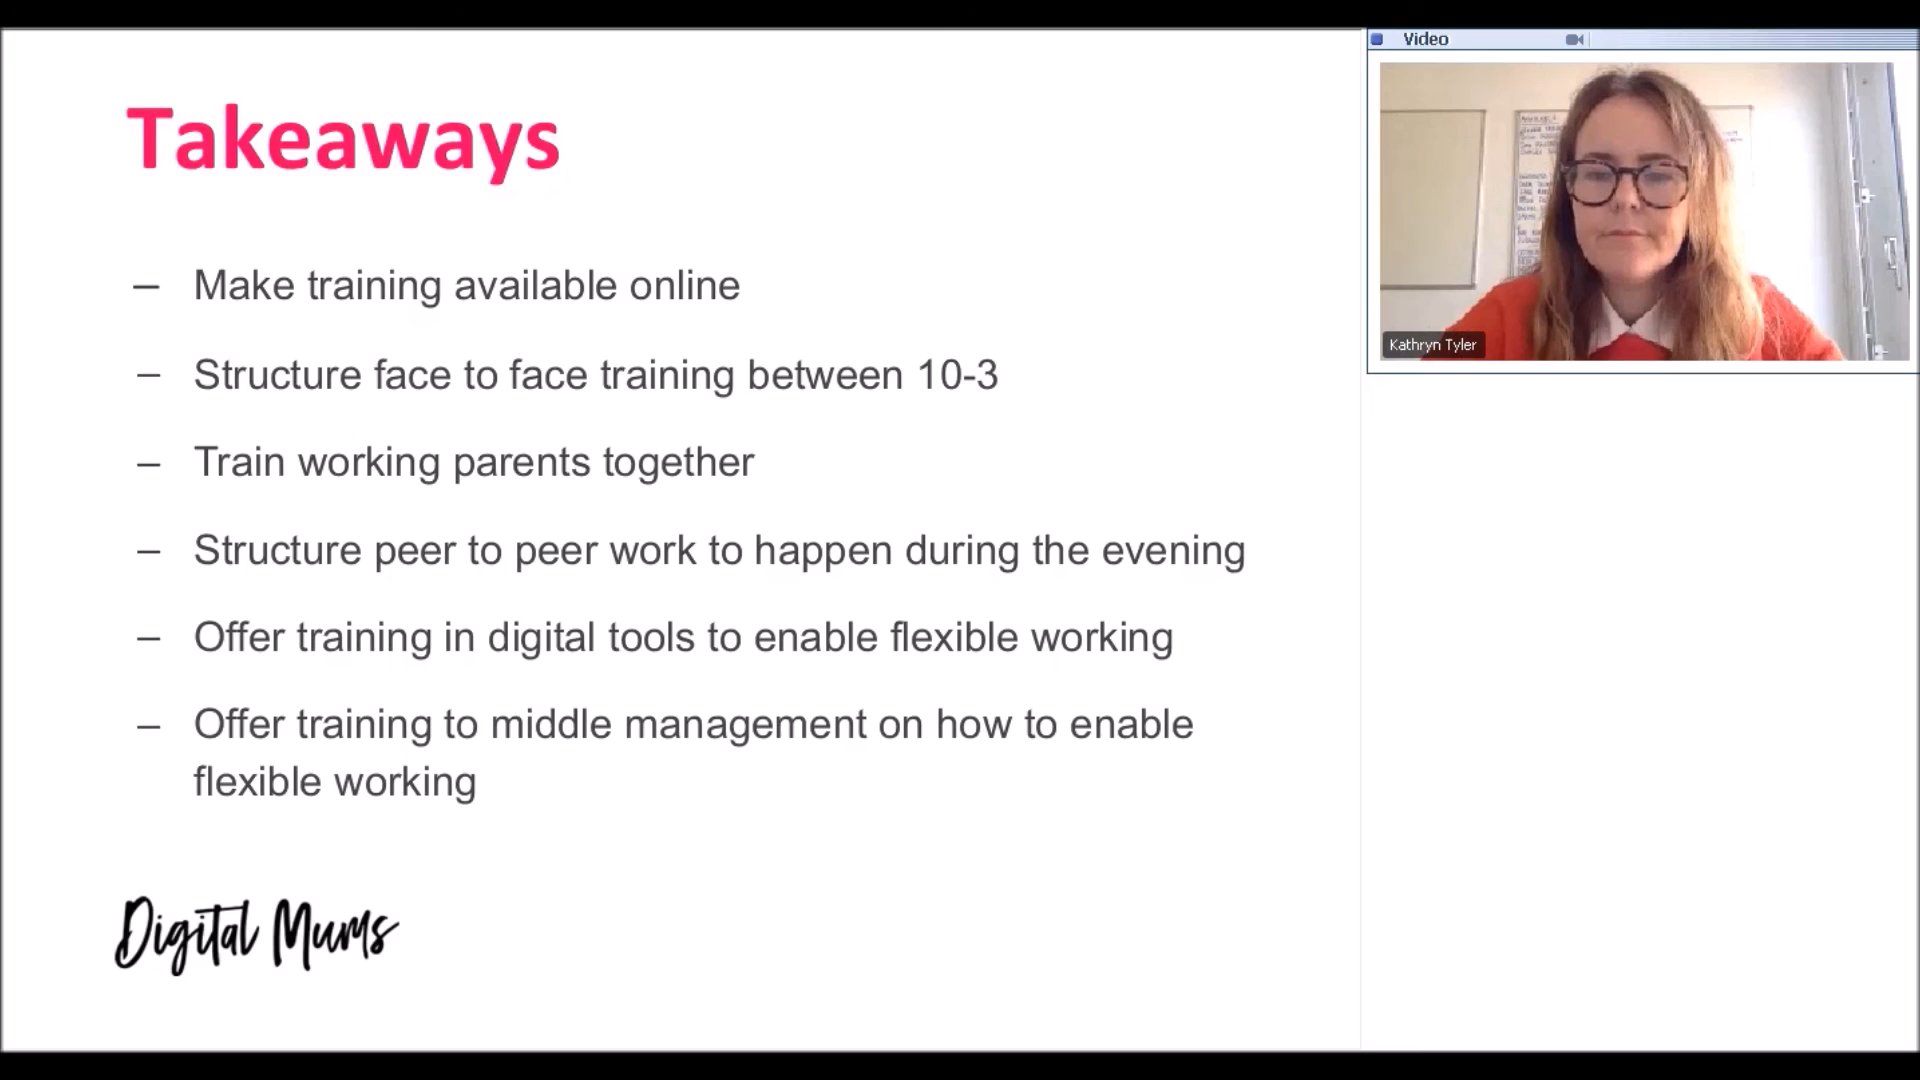 Takeaways
– Make training available online
– Structure face to face training between 10-3
– Train working parents together
– Structure peer to peer work to happen during the evening
– Offer training in digital tools to enable flexible working
– Offer training to middle management on how to enable
flexible working
Digital Mums
Video
Kathryn Tyler